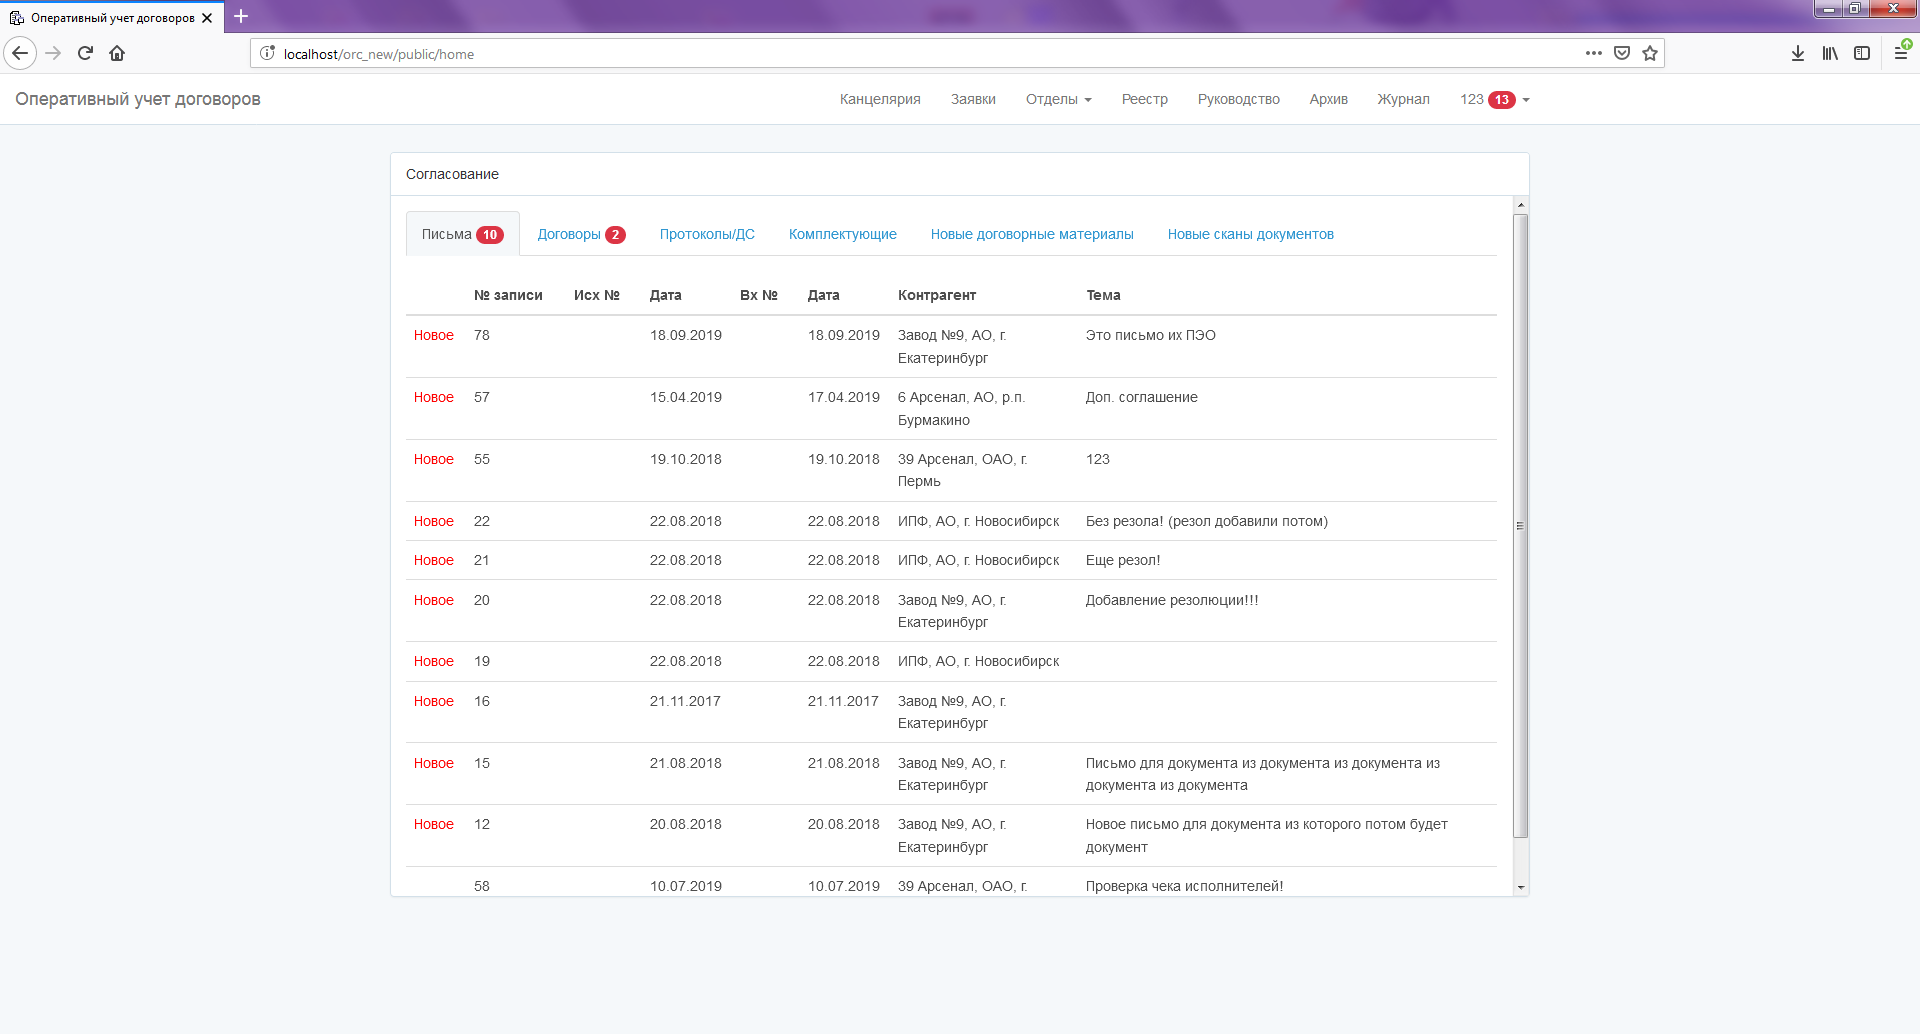 Оперативный учет договоров
localhost/orc_new/public/home
Оперативный учет договоров Канцелярия Заявки Отделы Реестр Руководство Архив Журнал 123 13
Согласование
Письма 10 Договоры 2 Протоколы/ДС Комплектующие Новые договорные материалы Новые сканы документов
№ записи Исх № Дата Вх № Дата Контрагент Тема
Новое 78 18.09.2019 18.09.2019 Завод №9, АО, г. Это письмо их ПЭО
Екатеринбург
Новое 57 15.04.2019 17.04.2019 6 Арсенал, АО, р.п. Доп. соглашение
Бурмакино
Новое 55 19.10.2018 19.10.2018 39 Арсенал, ОАО, г. 123
Пермь
Новое 22 22.08.2018 22.08.2018 ИПФ, АО, г. Новосибирск Без резола! (резол добавили потом)
Новое 21 22.08.2018 22.08.2018 ИПФ, АО, г. Новосибирск Еще резол!
Новое 20 22.08.2018 22.08.2018 Завод №9, АО, г. Добавление резолюции!!!
Екатеринбург
Новое 19 22.08.2018 22.08.2018 ИПФ, АО, г. Новосибирск
Новое 16 21.11.2017 21.11.2017 Завод №9, АО, г.
Екатеринбург
Новое 15 21.08.2018 21.08.2018 Завод №9, АО, г. Письмо для документа из документа из документа из
Екатеринбург документа из документа
Новое 12 20.08.2018 20.08.2018 Завод №9, АО, г. Новое письмо для документа из которого потом будет
Екатеринбург документ
58 10.07.2019 10.07.2019 39 Арсенал, ОАО, г. Проверка чека исполнителей!